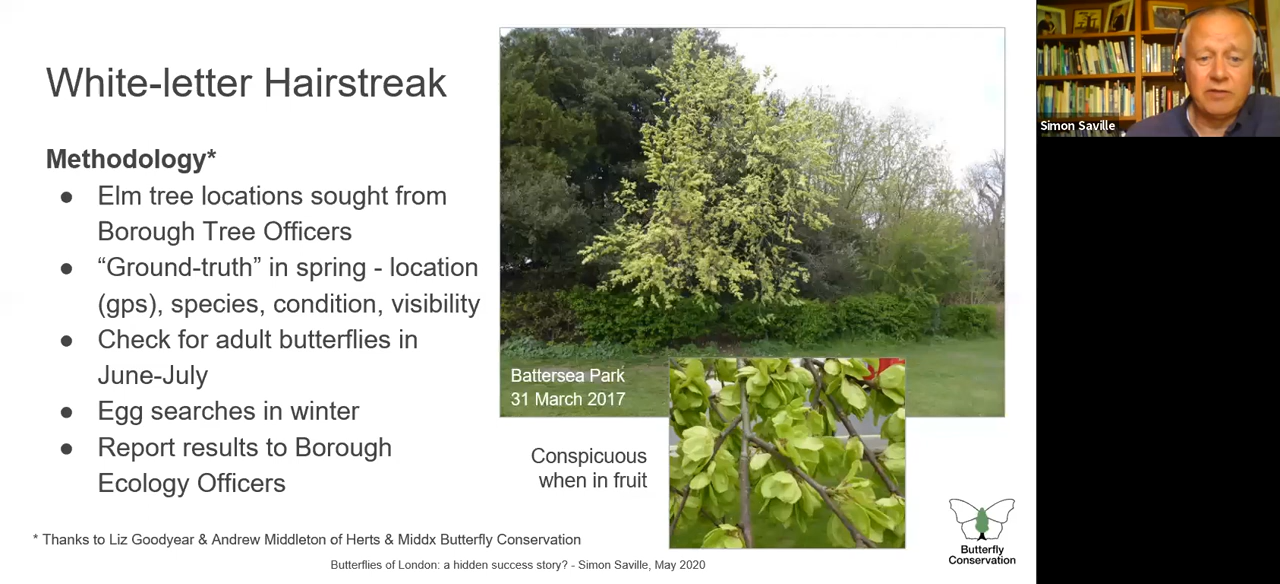 White-letter Hairstreak
Methodology*
● Elm tree locations sought from
Borough Tree Officers
● “Ground-truth” in spring - location
(gps), species, condition, visibility
● Check for adult butterflies in
June-July
● Egg searches in winter
● Report results to Borough
Ecology Officers
Battersea Park
31 March 2017
Conspicuous
when in fruit
* Thanks to Liz Goodyear & Andrew Middleton of Herts & Middx Butterfly Conservation
Butterflies of London: a hidden success story? - Simon Saville, May 2020
Butterfly
Conservation
Simon Saville